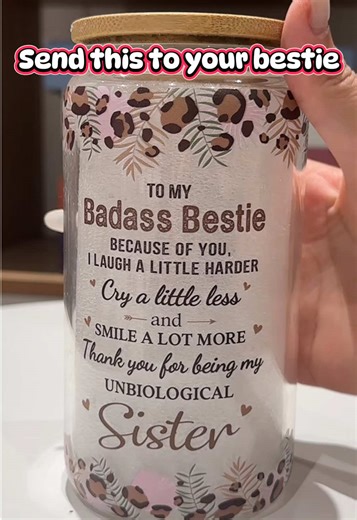 Send this to your bestie
TO MY
Badass Bestie
BECAUSE OF YOU,
I LAUGH A LITTLE HARDER
Cry a little less
and
SMILE A LOT MORE
Thank you for being my
UNBIOLOGICAL
Sister